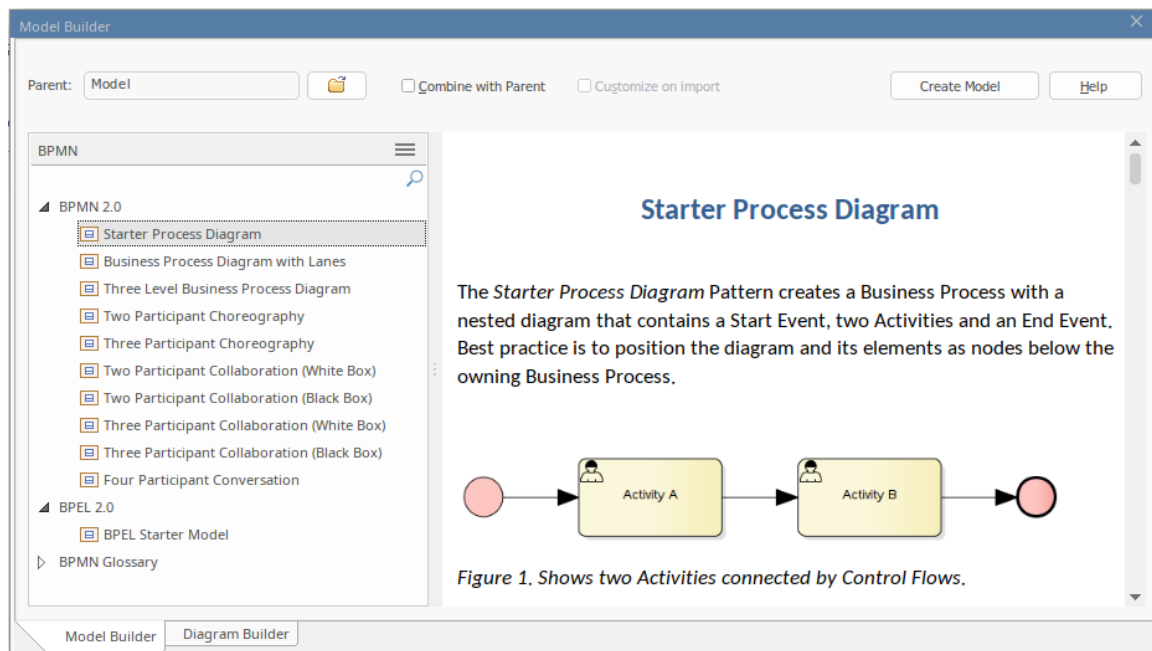 Model Builder
Parent: Model Combine with Parent Customize on import Create Model Help
BPMN
BPMN 2.0
Starter Process Diagram
Business Process Diagram with Lanes
Three Level Business Process Diagram
Two Participant Choreography
Three Participant Choreography
Two Participant Collaboration (White Box)
Two Participant Collaboration (Black Box)
Three Participant Collaboration (White Box)
Three Participant Collaboration (Black Box)
Four Participant Conversation
BPEL 2.0
BPEL Starter Model
BPMN Glossary
Starter Process Diagram
The Starter Process Diagram Pattern creates a Business Process with a
nested diagram that contains a Start Event, two Activities and an End Event.
Best practice is to position the diagram and its elements as nodes below the
owning Business Process.
Activity A Activity B
Figure 1. Shows two Activities connected by Control Flows.
Model Builder Diagram Builder